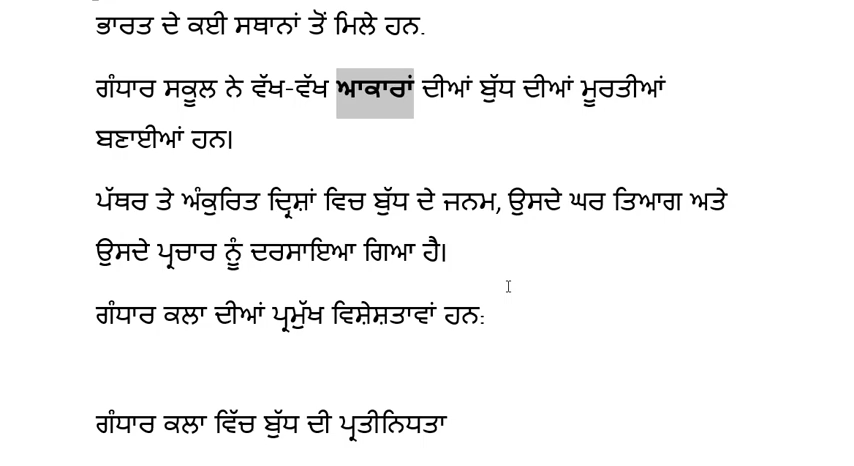 ਭਾਰਤ ਦੇ ਕਈ ਸਥਾਨਾਂ ਤੋਂ ਮਿਲੇ ਹਨ.
ਗੰਧਾਰ ਸਕੂਲ ਨੇ ਵੱਖ-ਵੱਖ ਆਕਾਰਾਂ ਦੀਆਂ ਬੁੱਧ ਦੀਆਂ ਮੂਰਤੀਆਂ
ਬਣਾਈਆਂ ਹਨ।
ਪੱਥਰ ਤੇ ਅੰਕੁਰਿਤ ਦ੍ਰਿਸ਼ਾਂ ਵਿਚ ਬੁੱਧ ਦੇ ਜਨਮ, ਉਸਦੇ ਘਰ ਤਿਆਗ ਅਤੇ
ਉਸਦੇ ਪ੍ਰਚਾਰ ਨੂੰ ਦਰਸਾਇਆ ਗਿਆ ਹੈ।
ਗੰਧਾਰ ਕਲਾ ਦੀਆਂ ਪ੍ਰਮੁੱਖ ਵਿਸ਼ੇਸ਼ਤਾਵਾਂ ਹਨ:
ਗੰਧਾਰ ਕਲਾ ਵਿੱਚ ਬੁੱਧ ਦੀ ਪ੍ਰਤੀਨਿਧਤਾ